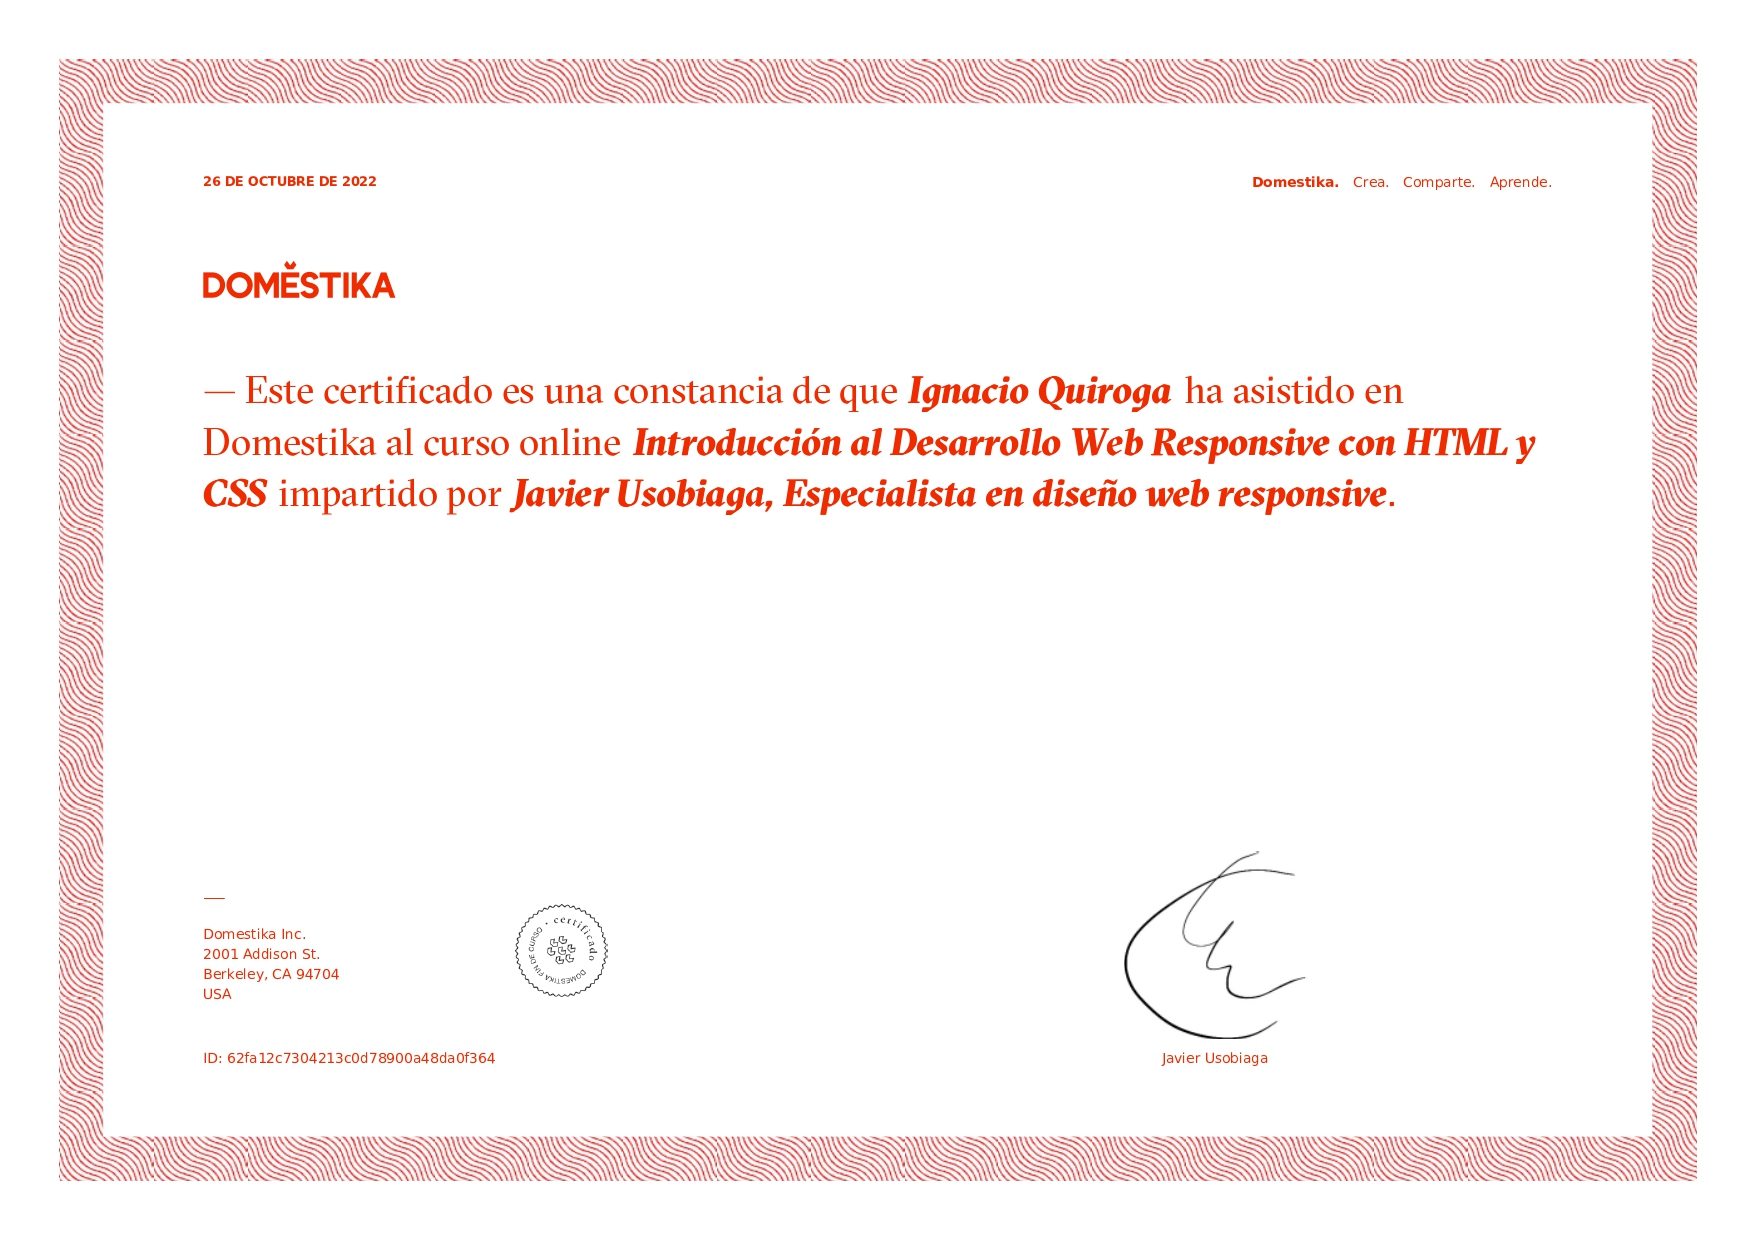 26 DE OCTUBRE DE 2022
Domestika. Crea. Comparte. Aprende.
DOMĔSTIKA
— Este certificado es una constancia de que Ignacio Quiroga ha asistido en
Domestika al curso online Introducción al Desarrollo Web Responsive con HTML y
CSS impartido por Javier Usobiaga, Especialista en diseño web responsive.
—
Domestika Inc.
2001 Addison St.
Berkeley, CA 94704
USA
• certificado
DOMESTIKA FIN DE CURSO
ID: 62fa12c7304213c0d78900a48da0f364
Javier Usobiaga